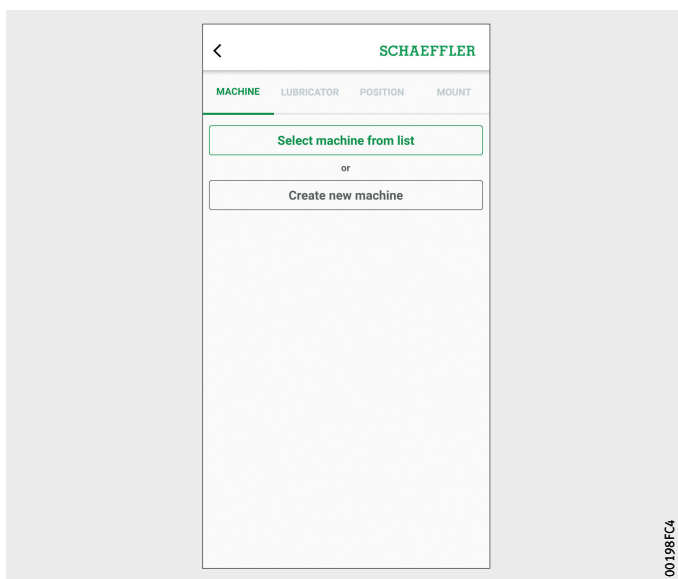 SCHAEFFLER
MACHINE LUBRICATOR POSITION MOUNT
Select machine from list
or
Create new machine
00198FC4